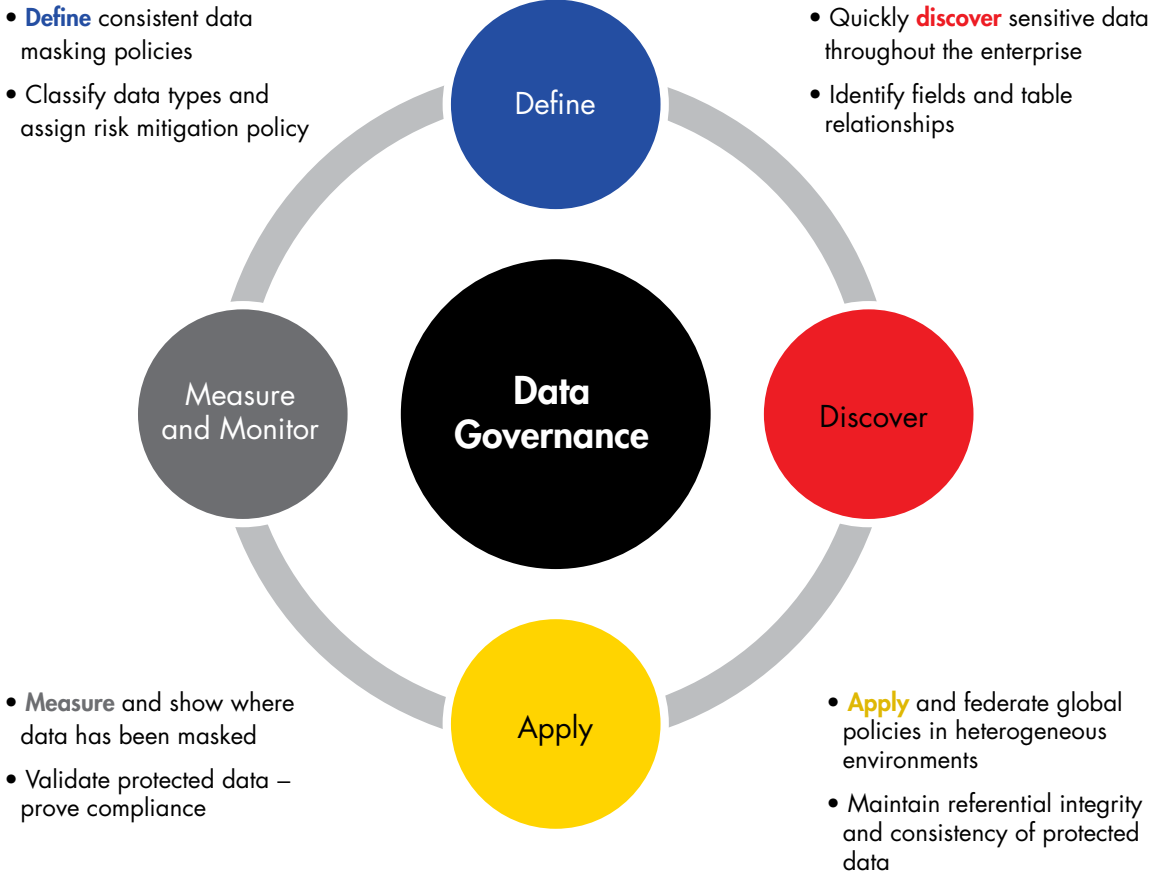 • Define consistent data
masking policies
• Classify data types and
assign risk mitigation policy
Define
• Quickly discover sensitive data
throughout the enterprise
• Identify fields and table
relationships
Measure
and Monitor
Data
Governance
Discover
• Measure and show where
data has been masked
• Validate protected data –
prove compliance
Apply
• Apply and federate global
policies in heterogeneous
environments
• Maintain referential integrity
and consistency of protected
data